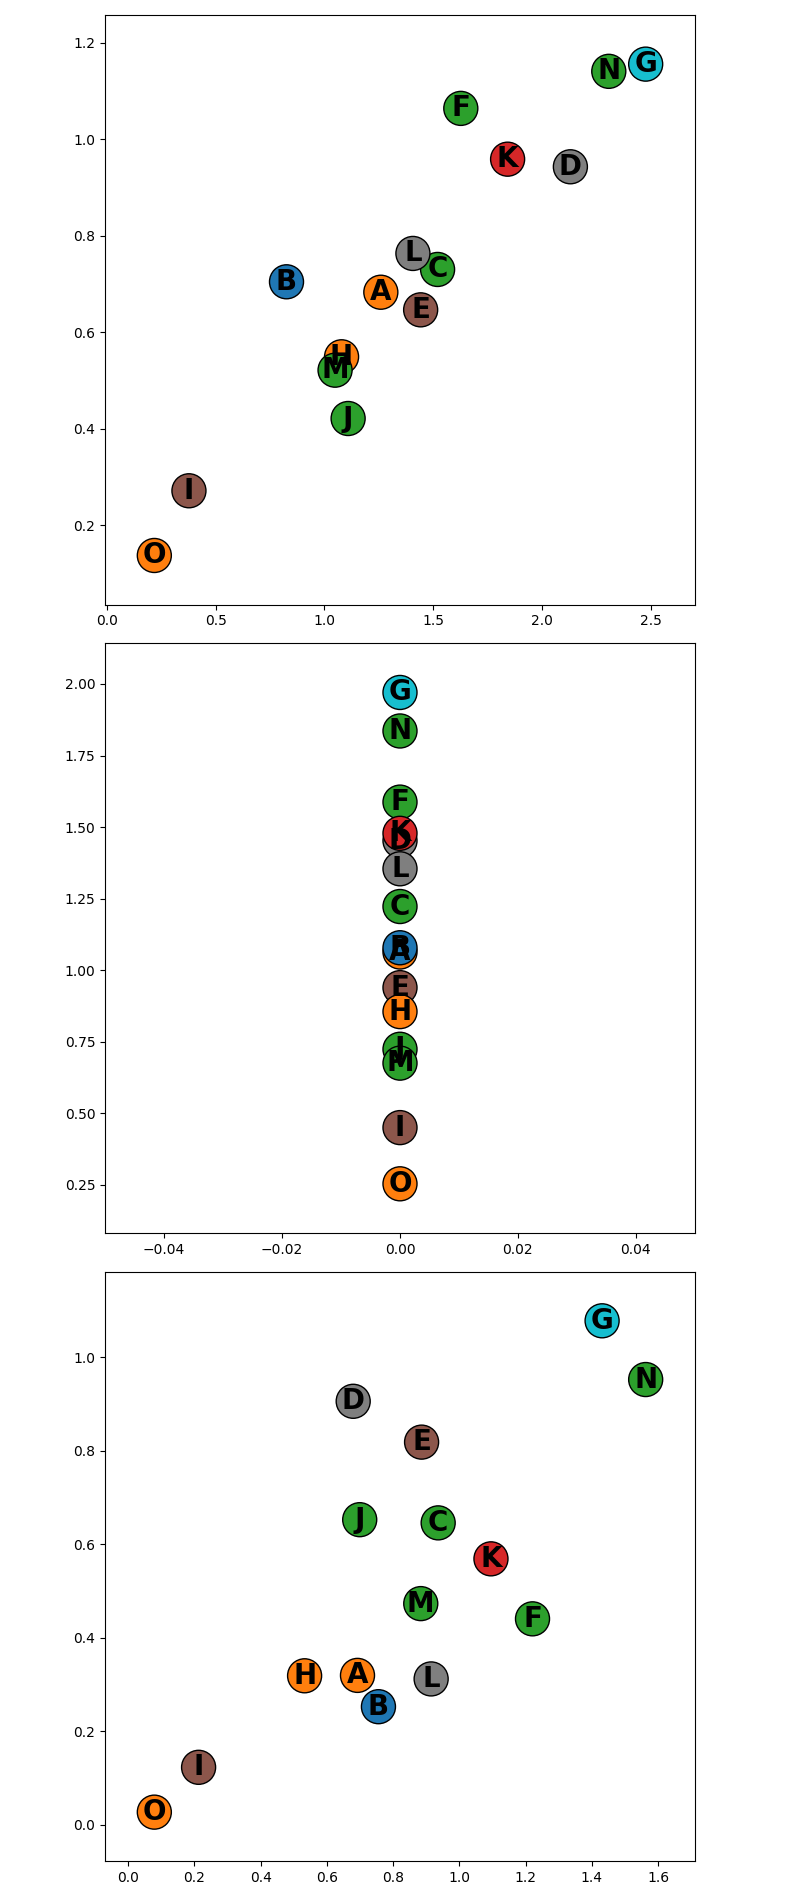 1.2
N G
F
1.0
K D
0.8
L C
B A E
0.6
H
M
0.4
J
I
0.2
O
0.0 0.5 1.0 1.5 2.0 2.5
2.00
G
1.75
N
F
1.50
K
D
L
1.25
C
B
1.00
A
E
H
0.75
J
M
0.50
I
0.25
O
−0.04 −0.02 0.00 0.02 0.04
G
1.0
N
D
E
0.8
J C
0.6
K
M F
0.4
H A L
B
0.2
I
O
0.0
0.0 0.2 0.4 0.6 0.8 1.0 1.2 1.4 1.6